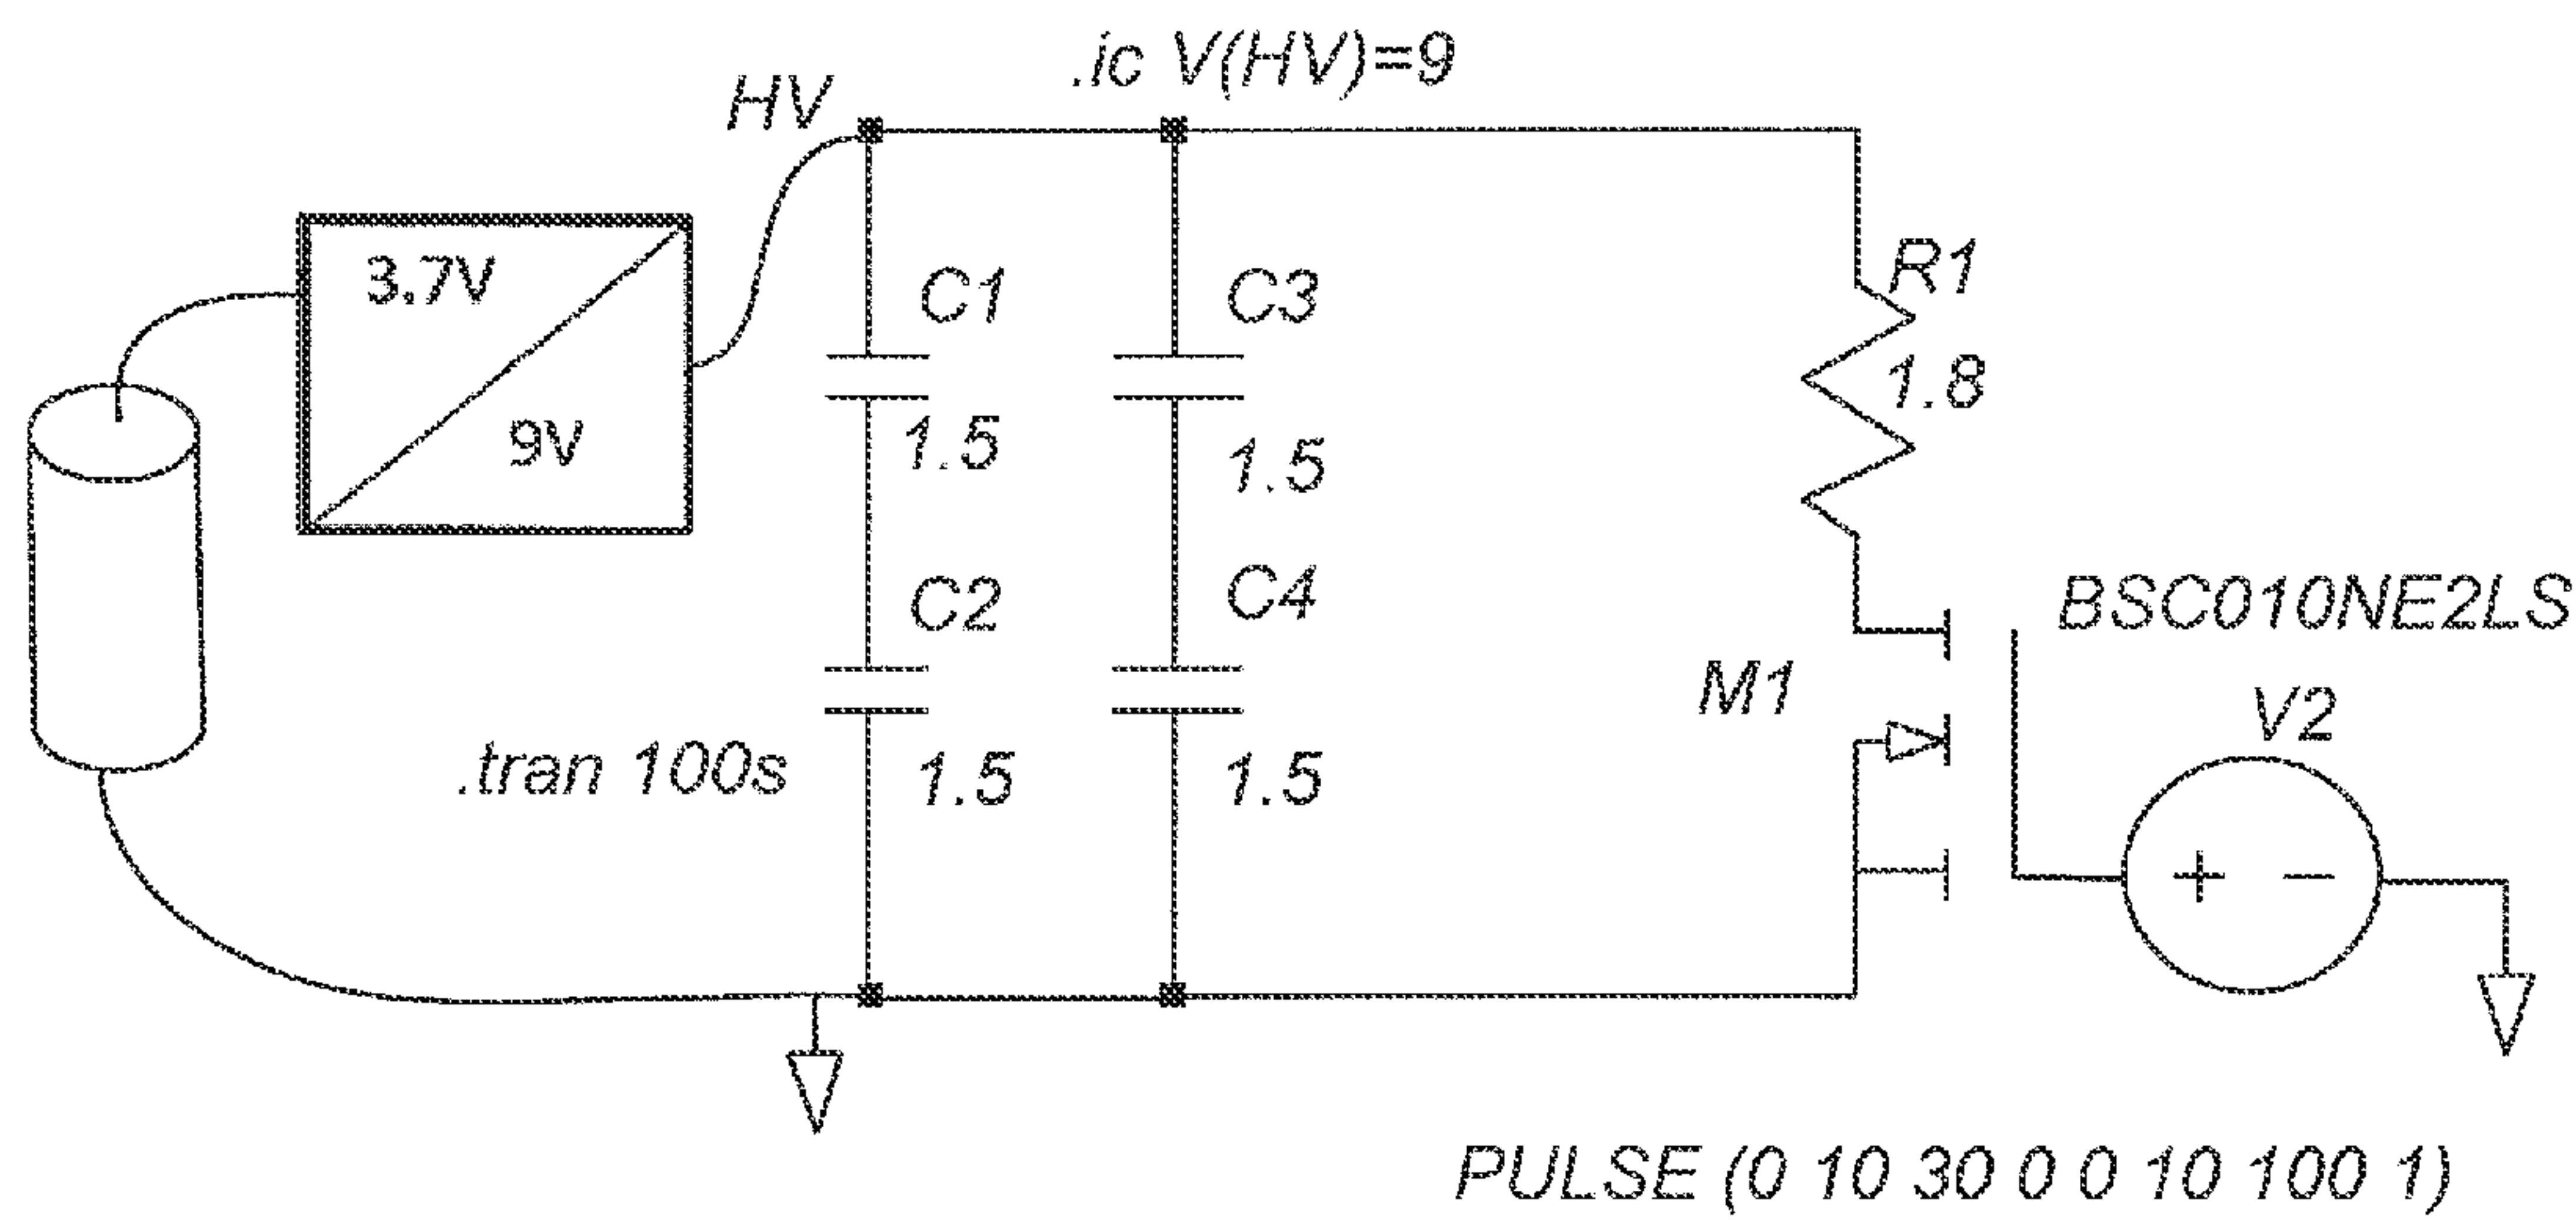 .ic V(HV)=9
HV
3.7V
9V
C1
1.5
C3
1.5
R1
1.8
C2
1.5
C4
1.5
.tran 100s
M1
BSC010NE2LS
V2
+ −
PULSE (0 10 30 0 0 10 100 1)